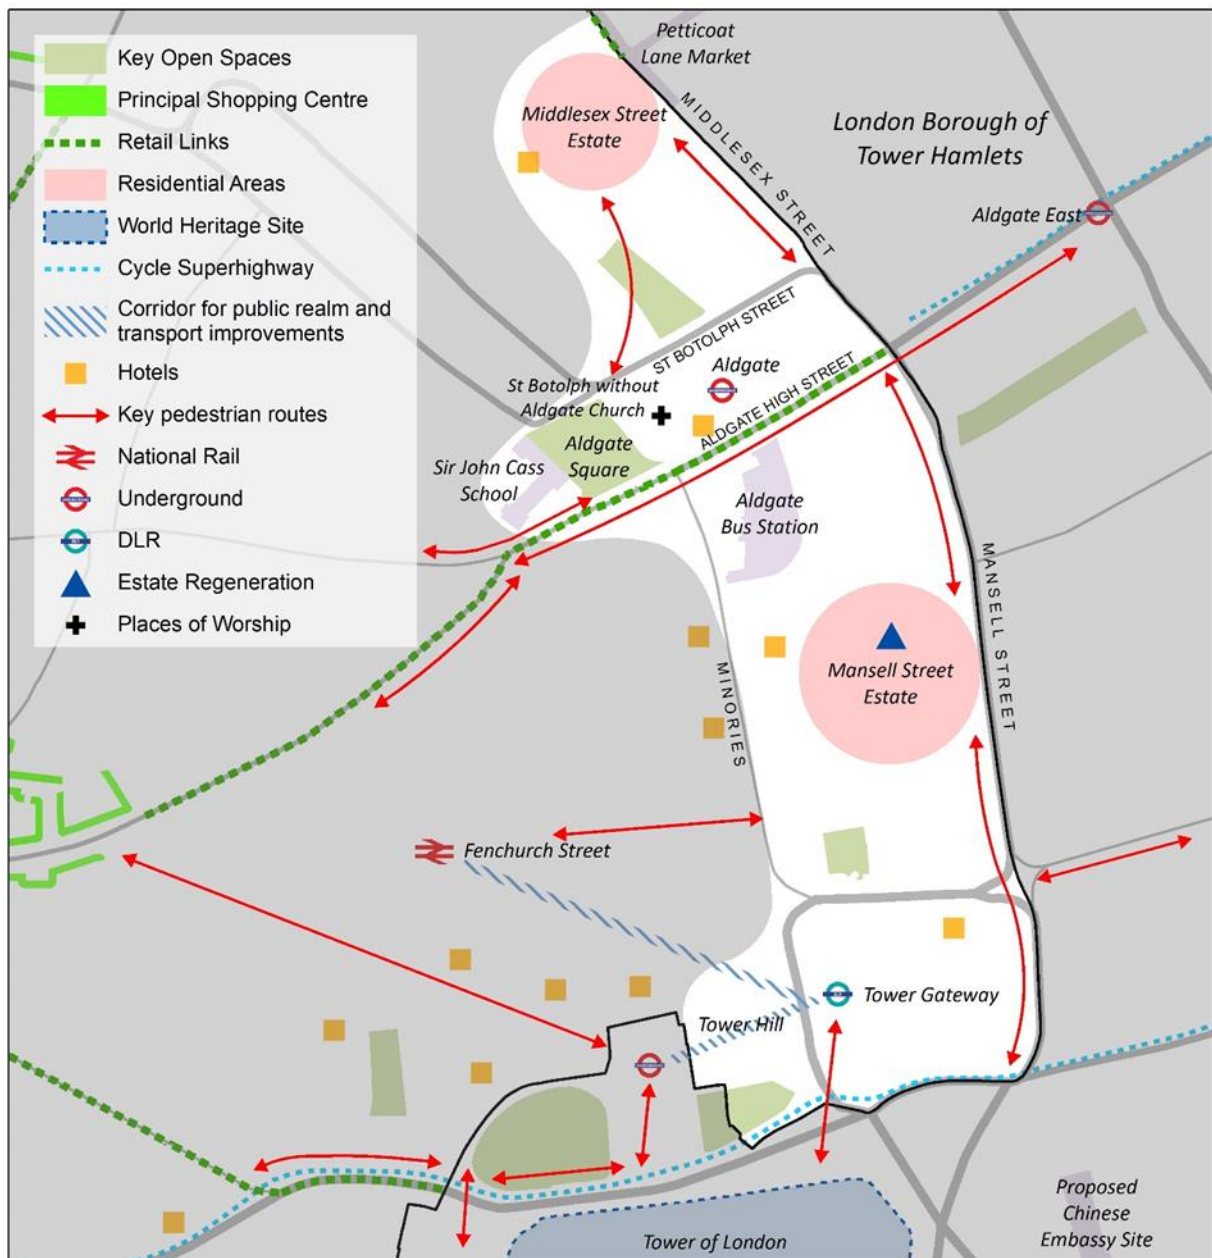 Key Open Spaces
Principal Shopping Centre
Retail Links
Residential Areas
World Heritage Site
Cycle Superhighway
Corridor for public realm and
transport improvements
Hotels
Key pedestrian routes
National Rail
Underground
DLR
Estate Regeneration
Places of Worship
Petticoat
Lane Market
Middlesex Street
Estate
MIDDLESEX STREET
London Borough of
Tower Hamlets
Aldgate East
ST BOTOLPH STREET
Aldgate
St Botolph without
Aldgate Church
ALDGATE HIGH STREET
Aldgate
Square
Sir John Cass
School
Aldgate
Bus Station
MANSELL STREET
MINORIES
Mansell Street
Estate
Fenchurch Street
Tower Gateway
Tower Hill
Tower of London
Proposed
Chinese
Embassy Site